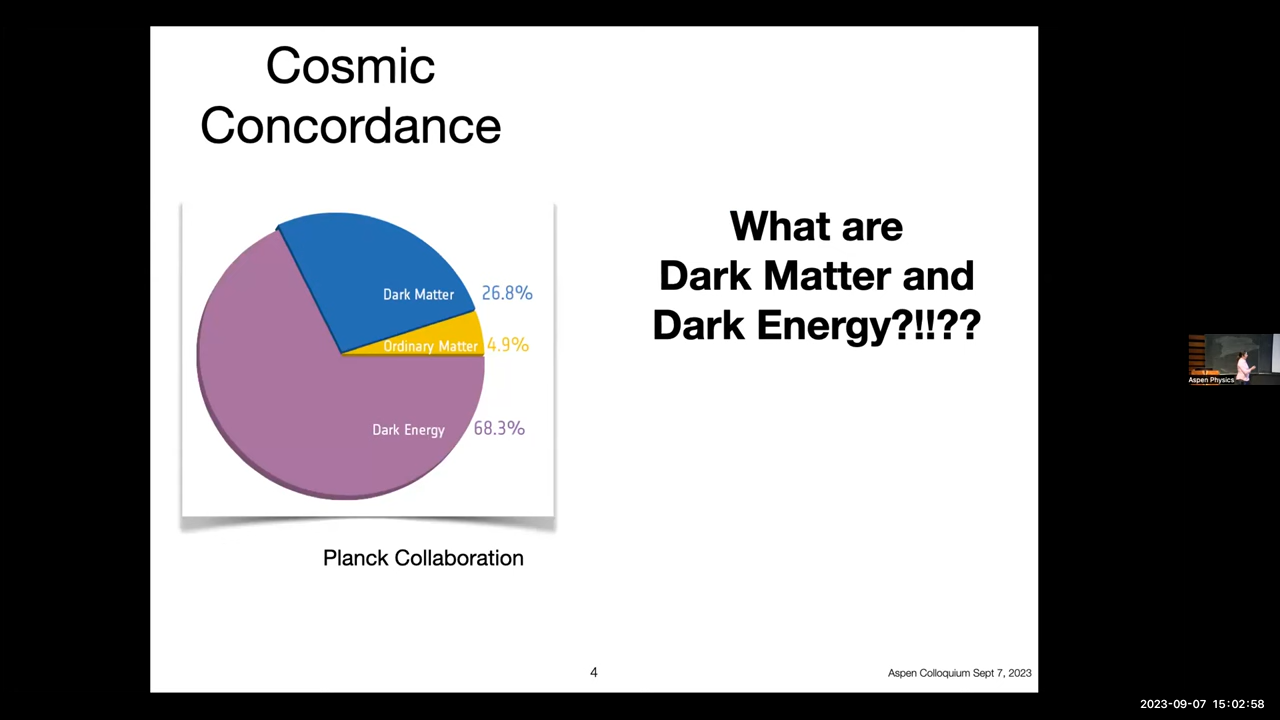 Cosmic
Concordance
Dark Matter 26.8%
Ordinary Matter 4.9%
Dark Energy 68.3%
Planck Collaboration
What are
Dark Matter and
Dark Energy?!!??
Aspen Physics
4
Aspen Colloquium Sept 7, 2023
2023-09-07 15:02:58